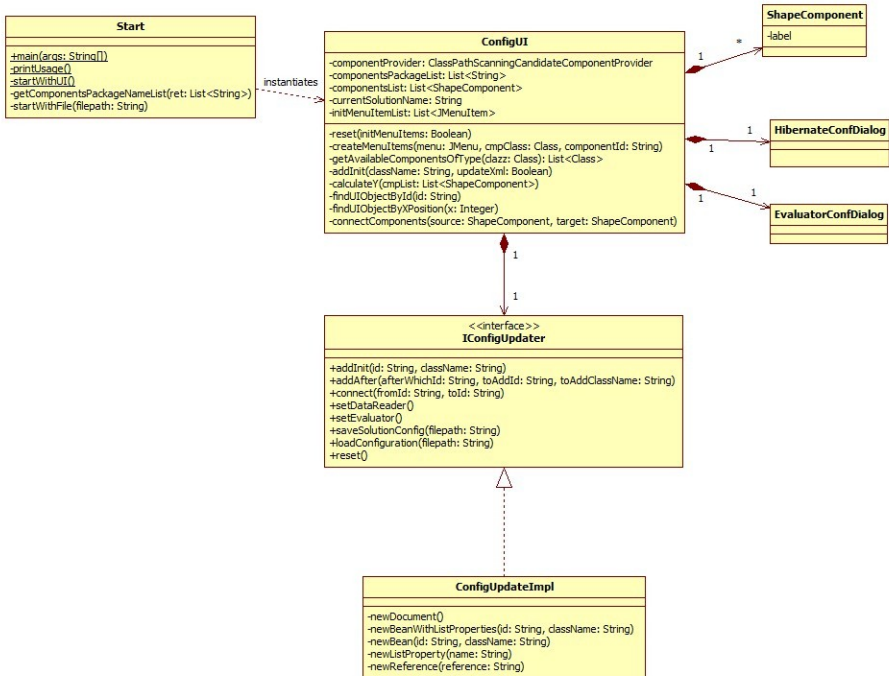 Start
+main(args: String[])
-printUsage()
-startWithUI()
-getComponentsPackageNameList(ret: List<String>)
-startWithFile(filepath: String)
instantiates
ConfigUI
-componentProvider: ClassPathScanningCandidateComponentProvider
-componentsPackageList: List<String>
-componentsList: List<ShapeComponent>
-currentSolutionName: String
-initMenuItemList: List<JMenuItem>
-reset(initMenuItems: Boolean)
-createMenuItems(menu: JMenu, cmpClass: Class, componentId: String)
-getAvailableComponentsOfType(clazz: Class): List<Class>
-addInit(className: String, updateXml: Boolean)
-calculateY(cmpList: List<ShapeComponent>)
-findUIObjectById(id: String)
-findUIObjectByXPosition(x: Integer)
-connectComponents(source: ShapeComponent, target: ShapeComponent)
1
*
ShapeComponent
-label
1
1
HibernateConfDialog
1
1
EvaluatorConfDialog
1
1
<<interface>>
IConfigUpdater
+addInit(id: String, className: String)
+addAfter(afterWhichId: String, toAddId: String, toAddClassName: String)
+connect(fromId: String, toId: String)
+setDataReader()
+setEvaluator()
+saveSolutionConfig(filepath: String)
+loadConfiguration(filepath: String)
+reset()
ConfigUpdateImpl
-newDocument()
-newBeanWithListProperties(id: String, className: String)
-newBean(id: String, className: String)
-newListProperty(name: String)
-newReference(reference: String)